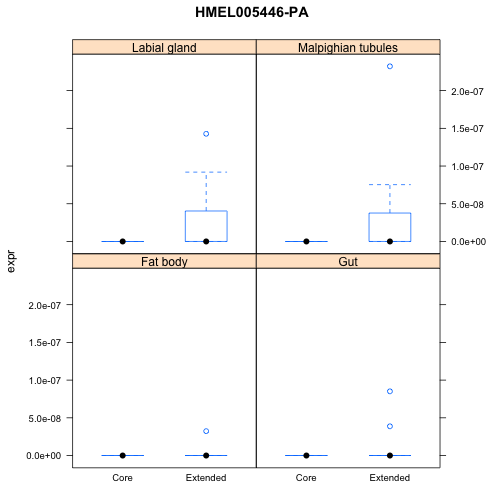 HMEL005446-PA
Labial gland
Malpighian tubules
2.0e-07
1.5e-07
1.0e-07
5.0e-08
0.0e+00
expr
Fat body
Gut
2.0e-07
1.5e-07
1.0e-07
5.0e-08
0.0e+00
Core
Extended
Core
Extended